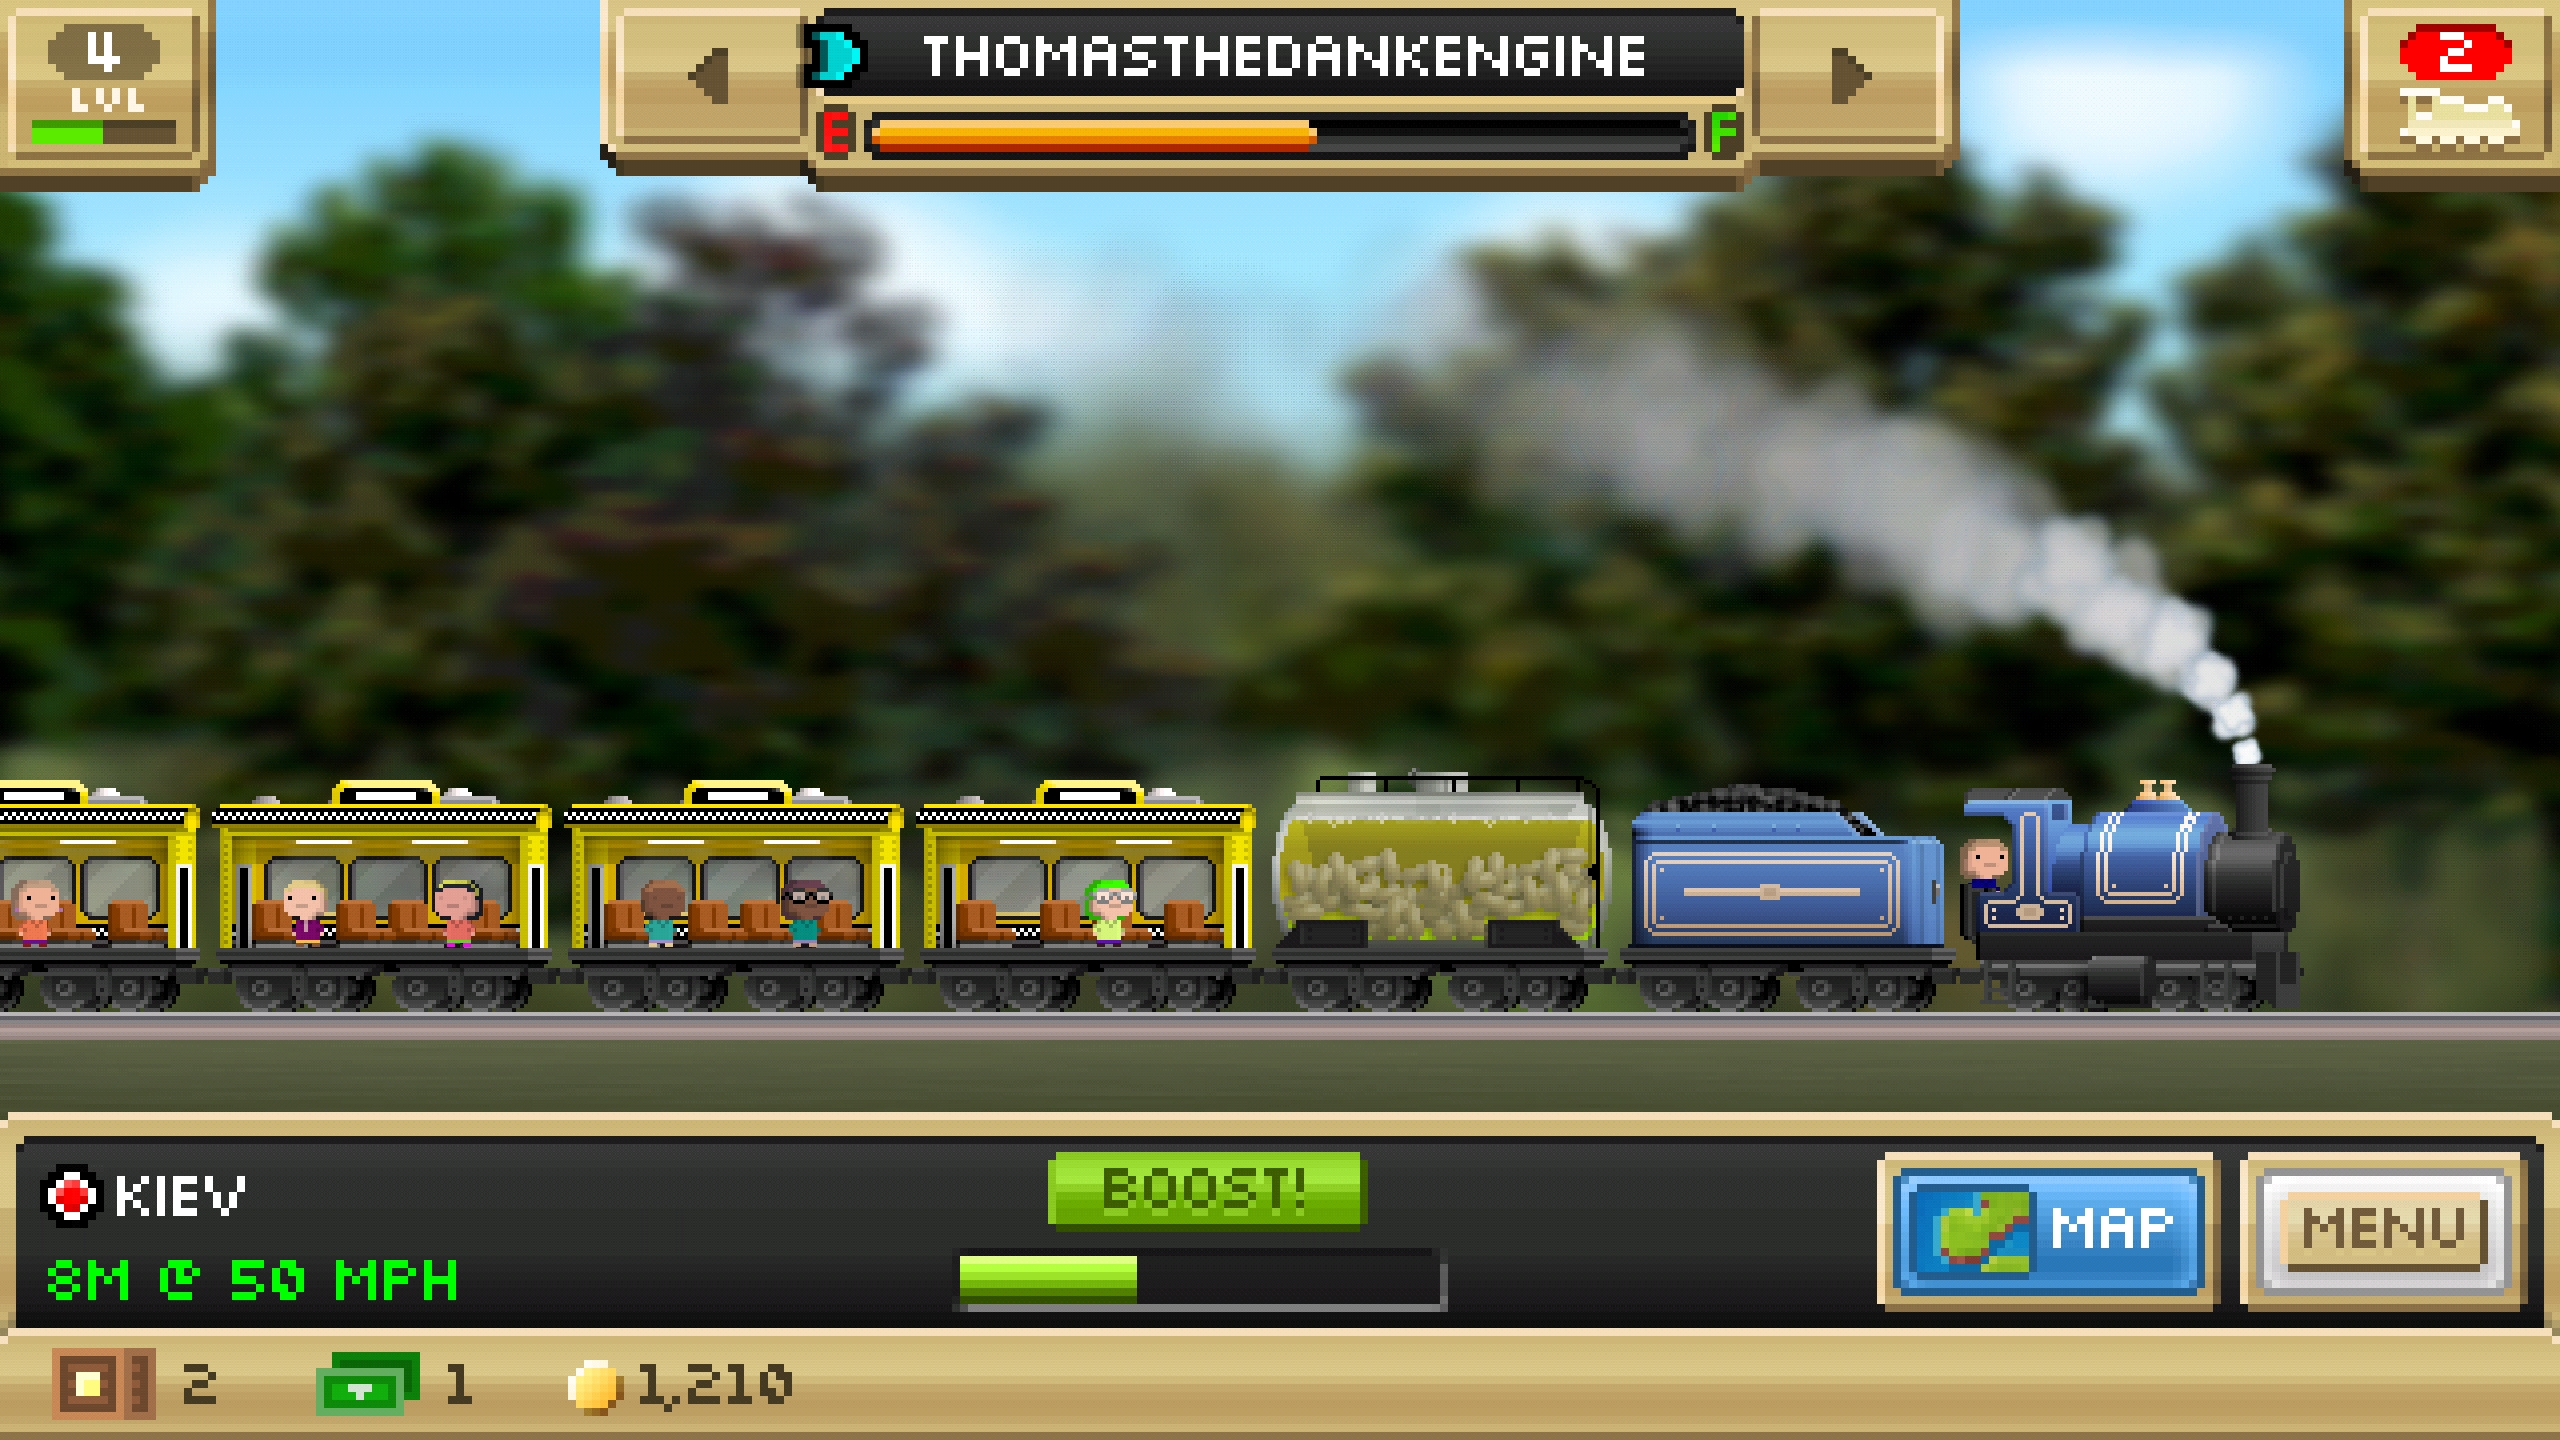 4
LVL
THOMASTHEDANKENGINE
E F
2
KIEV
8M @ 50 MPH
BOOST!
MAP
MENU
2 1 1,210